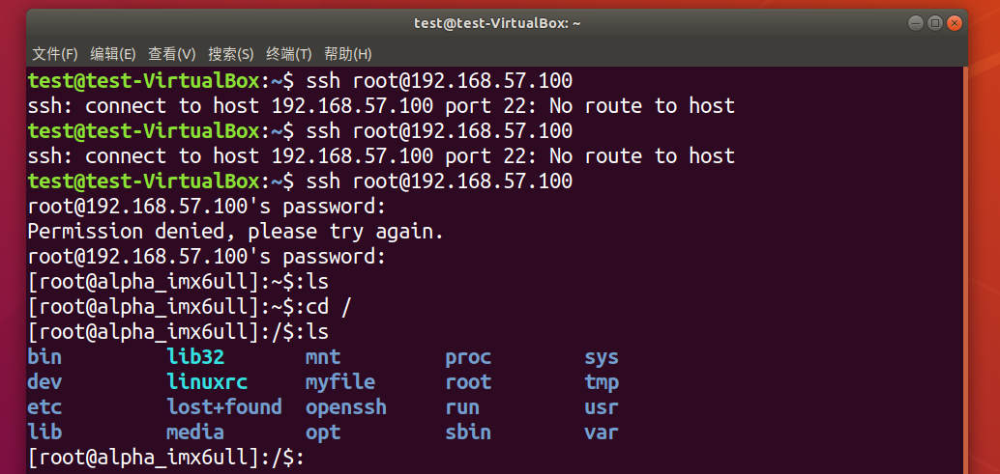 test@test-VirtualBox: ~
文件(F) 编辑(E) 查看(V) 搜索(S) 终端(T) 帮助(H)
test@test-VirtualBox:~$ ssh root@192.168.57.100
ssh: connect to host 192.168.57.100 port 22: No route to host
test@test-VirtualBox:~$ ssh root@192.168.57.100
ssh: connect to host 192.168.57.100 port 22: No route to host
test@test-VirtualBox:~$ ssh root@192.168.57.100
root@192.168.57.100's password:
Permission denied, please try again.
root@192.168.57.100's password:
[root@alpha_imx6ull]:~$:ls
[root@alpha_imx6ull]:~$:cd /
[root@alpha_imx6ull]:/$:ls
bin lib32 mnt proc sys
dev linuxrc myfile root tmp
etc lost+found openssh run usr
lib media opt sbin var
[root@alpha_imx6ull]:/$: